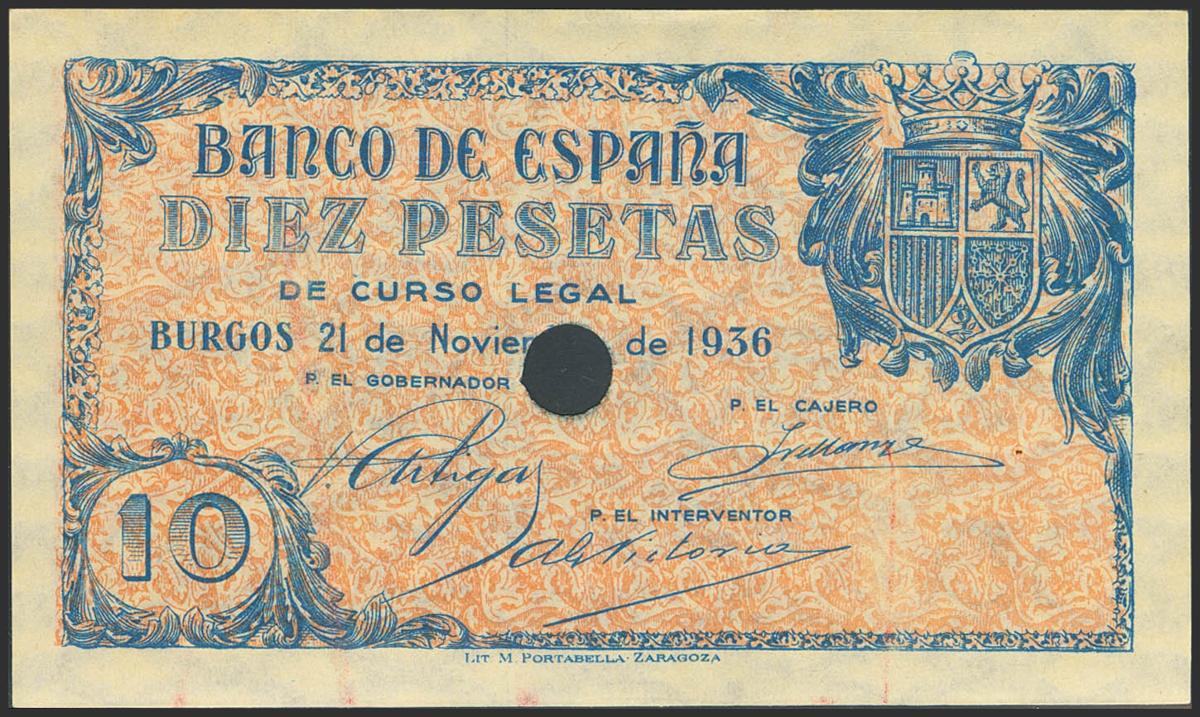 BANCO DE ESPAÑA
DIEZ PESETAS
DE CURSO LEGAL
BURGOS 21 de de 1936
P. EL GOBERNADOR
P. EL CAJERO
P. EL INTERVENTOR
10
LIT. M. PORTABELLA - ZARAGOZA